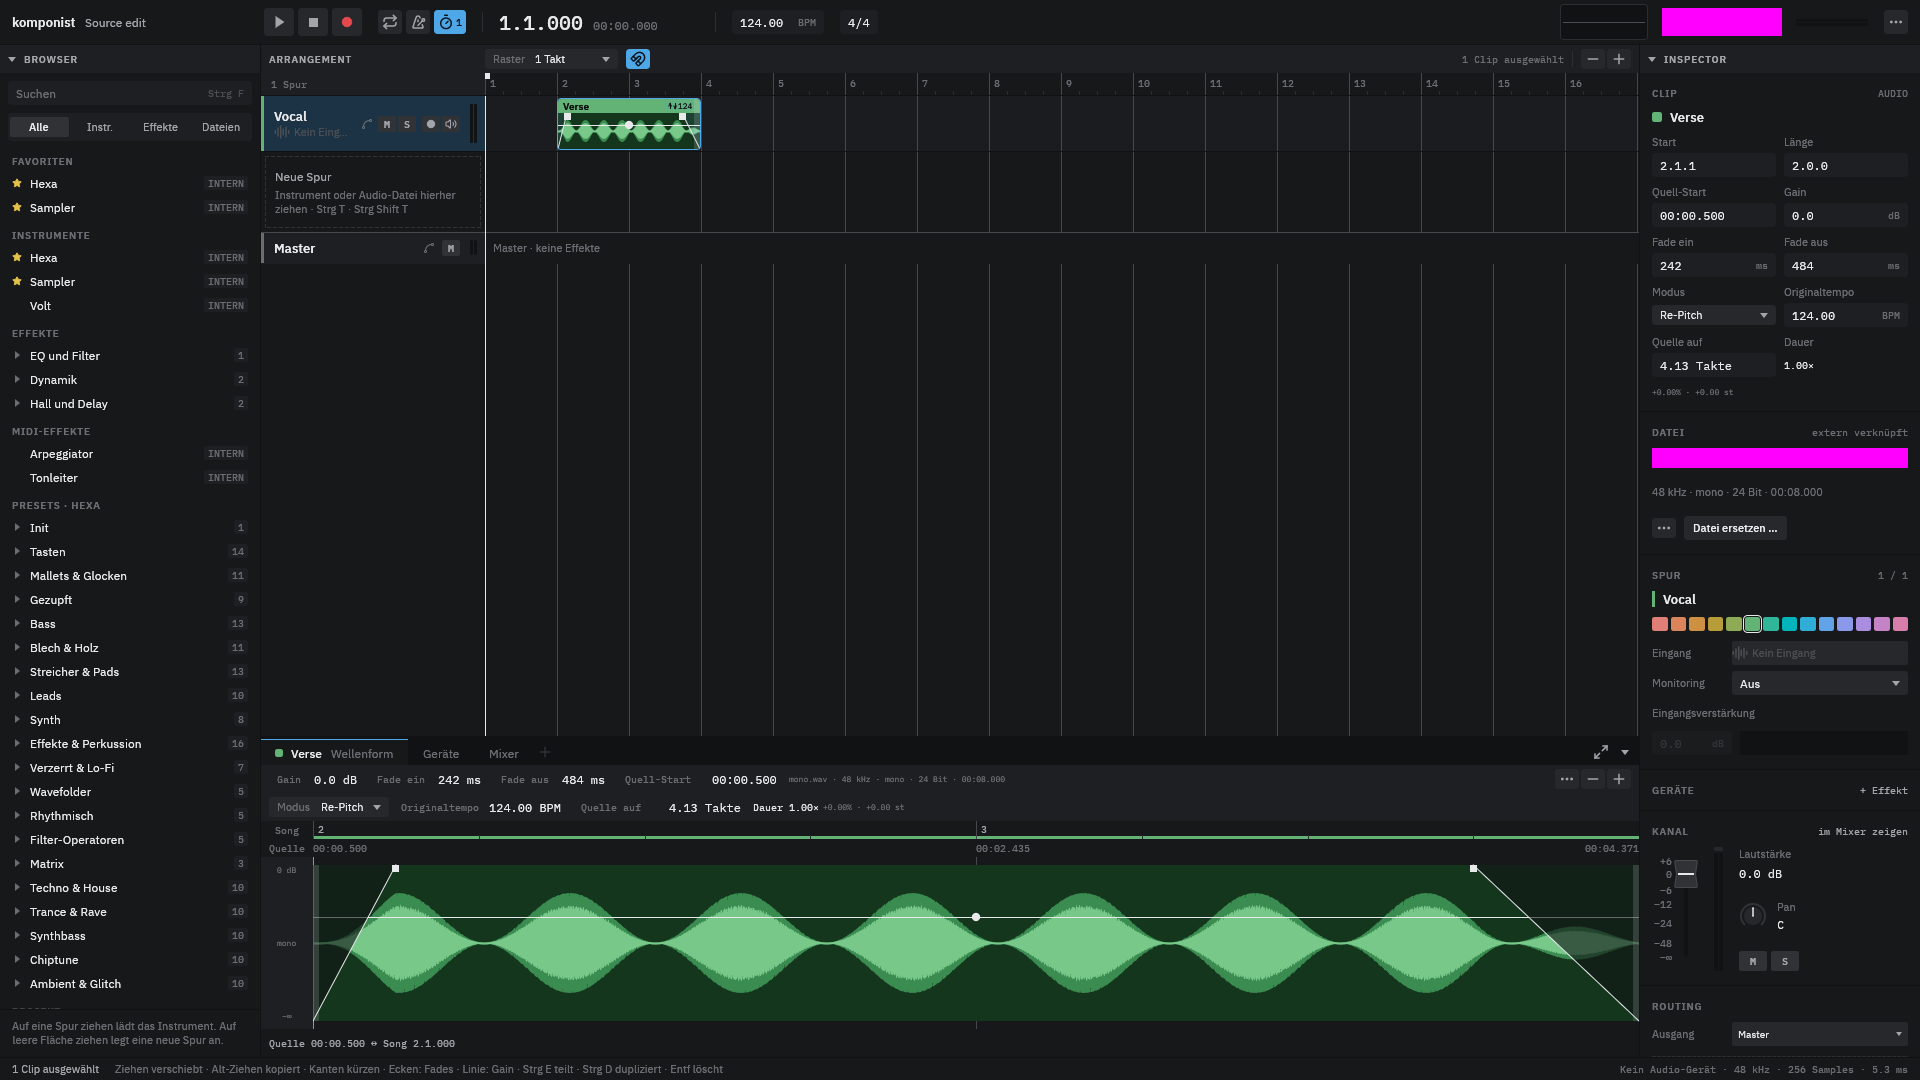 komponist Source edit
1
1.1.000 00:00.000
124.00 BPM
4/4
BROWSER
Suchen Strg F
Alle Instr. Effekte Dateien
FAVORITEN
Hexa INTERN
Sampler INTERN
INSTRUMENTE
Hexa INTERN
Sampler INTERN
Volt INTERN
EFFEKTE
EQ und Filter 1
Dynamik 2
Hall und Delay 2
MIDI-EFFEKTE
Arpeggiator INTERN
Tonleiter INTERN
PRESETS · HEXA
Init 1
Tasten 14
Mallets & Glocken 11
Gezupft 9
Bass 13
Blech & Holz 11
Streicher & Pads 13
Leads 10
Synth 8
Effekte & Perkussion 16
Verzerrt & Lo-Fi 7
Wavefolder 5
Rhythmisch 5
Filter-Operatoren 5
Matrix 3
Techno & House 10
Trance & Rave 10
Synthbass 10
Chiptune 10
Ambient & Glitch 10
Auf eine Spur ziehen lädt das Instrument. Auf
leere Fläche ziehen legt eine neue Spur an.
ARRANGEMENT
Raster 1 Takt
1 Clip ausgewählt
1 Spur
1 2 3 4 5 6 7 8 9 10 11 12 13 14 15 16
Vocal
Kein Eing...
M S
Verse 124
Neue Spur
Instrument oder Audio-Datei hierher
ziehen · Strg T · Strg Shift T
Master M
Master · keine Effekte
Verse Wellenform Geräte Mixer
Gain 0.0 dB Fade ein 242 ms Fade aus 484 ms Quell-Start 00:00.500 mono.wav · 48 kHz · mono · 24 Bit · 00:08.000
Modus Re-Pitch Originaltempo 124.00 BPM Quelle auf 4.13 Takte Dauer 1.00× +0.00% · +0.00 st
Song 2 3
Quelle 00:00.500 00:02.435 00:04.371
0 dB
mono
-∞
Quelle 00:00.500 ⇔ Song 2.1.000
INSPECTOR
CLIP AUDIO
Verse
Start Länge
2.1.1 2.0.0
Quell-Start Gain
00:00.500 0.0 dB
Fade ein Fade aus
242 ms 484 ms
Modus Originaltempo
Re-Pitch 124.00 BPM
Quelle auf Dauer
4.13 Takte 1.00×
+0.00% · +0.00 st
DATEI extern verknüpft
48 kHz · mono · 24 Bit · 00:08.000
Datei ersetzen ...
SPUR 1 / 1
Vocal
Eingang Kein Eingang
Monitoring Aus
Eingangsverstärkung
0.0 dB
GERÄTE + Effekt
KANAL im Mixer zeigen
+6
0
−6
−12
−24
−48
−∞
Lautstärke
0.0 dB
Pan
C
M S
ROUTING
Ausgang Master
1 Clip ausgewählt Ziehen verschiebt · Alt-Ziehen kopiert · Kanten kürzen · Ecken: Fades · Linie: Gain · Strg E teilt · Strg D dupliziert · Entf löscht
Kein Audio-Gerät · 48 kHz · 256 Samples · 5.3 ms